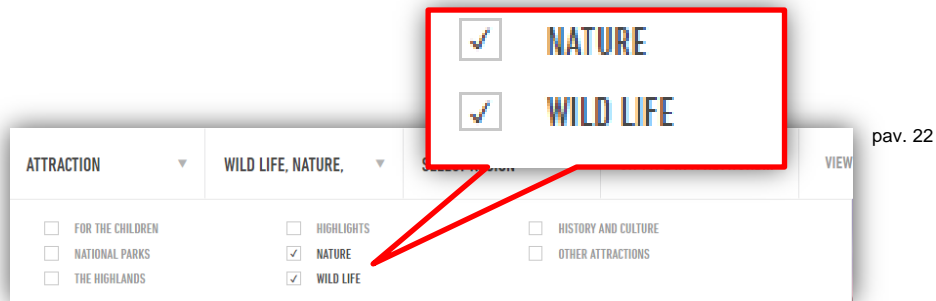 NATURE
WILD LIFE
pav. 22
ATTRACTION
WILD LIFE, NATURE,
VIEW
FOR THE CHILDREN
HIGHLIGHTS
HISTORY AND CULTURE
NATIONAL PARKS
NATURE
OTHER ATTRACTIONS
THE HIGHLANDS
WILD LIFE